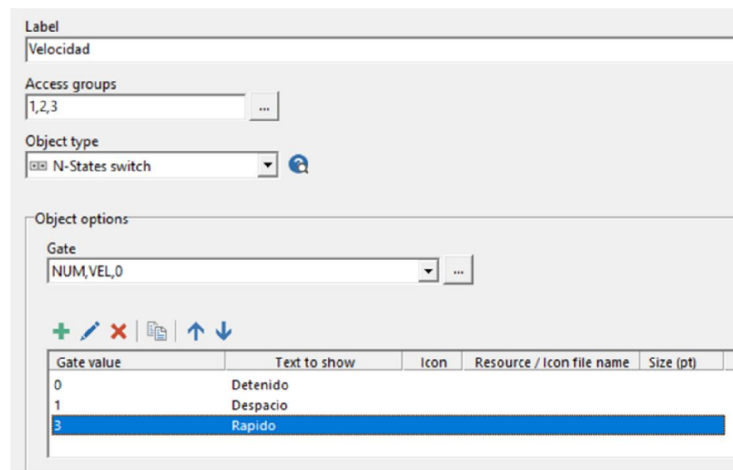 Label
Velocidad
Access groups
1,2,3
...
Object type
N-States switch
Object options
Gate
NUM,VEL,0
...
Gate value Text to show Icon Resource / Icon file name Size (pt)
0 Detenido
1 Despacio
3 Rapido